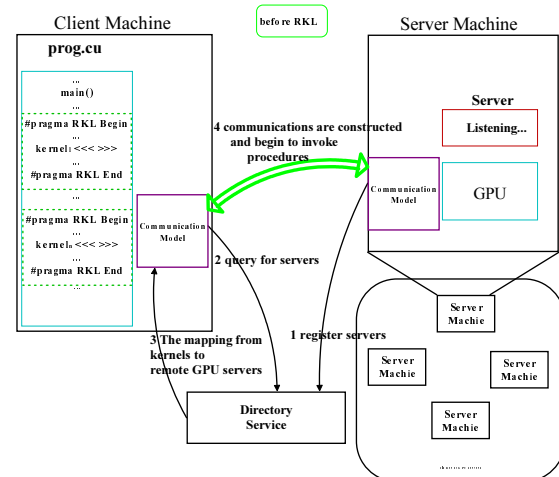 Client Machine
before RKL
Server Machine
prog.cu
...
main()
...
#pragma RKL Begin
...
kernel₁ <<< >>>
...
#pragma RKL End
...
#pragma RKL Begin
...
kernelₙ <<< >>>
...
#pragma RKL End
...
Communication
Model
4 communications are constructed
and begin to invoke
procedures
Server
Listening...
Communication
Model
GPU
2 query for servers
1 register servers
3 The mapping from
kernels to
remote GPU servers
Directory
Service
Server
Machie
Server
Machie
Server
Machie
Server
Machie